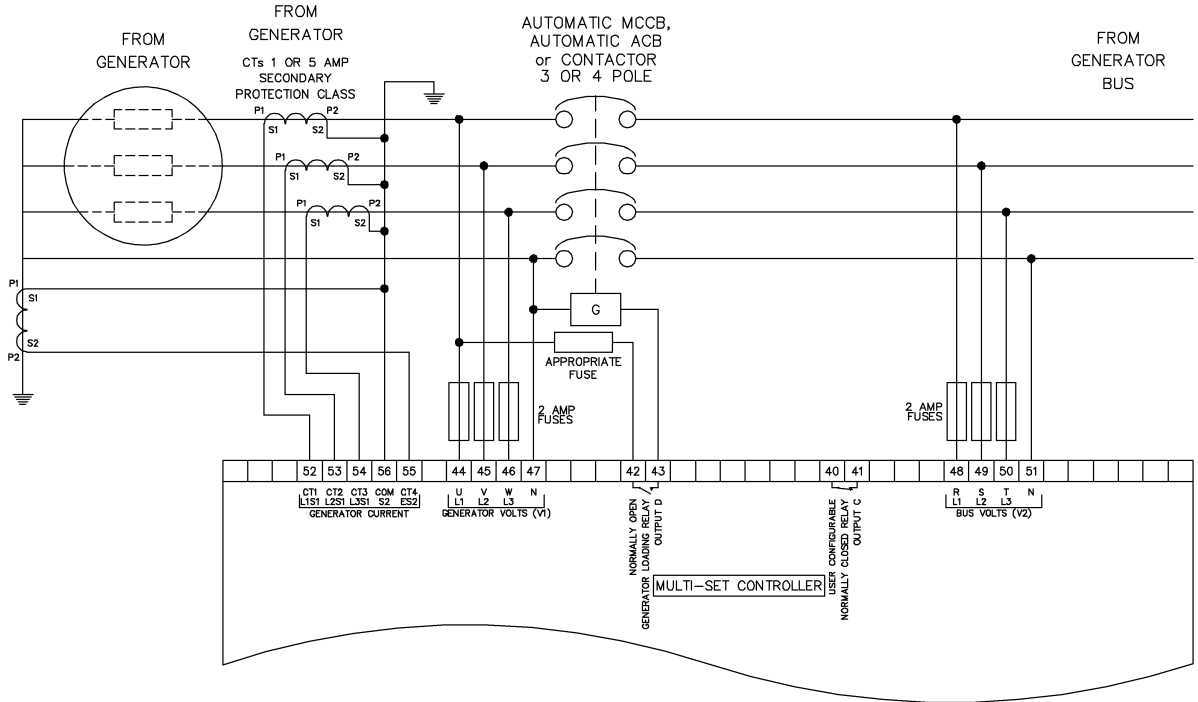 FROM
GENERATOR
FROM
GENERATOR
CTs 1 OR 5 AMP
SECONDARY
PROTECTION CLASS
AUTOMATIC MCCB,
AUTOMATIC ACB
or CONTACTOR
3 OR 4 POLE
FROM
GENERATOR
BUS
P1
P2
S1
S2
P1
P2
S1
S2
P1
P2
S1
S2
P1
S1
S2
P2
G
APPROPRIATE
FUSE
2 AMP
FUSES
2 AMP
FUSES
52 53 54 56 55 44 45 46 47 42 43 40 41 48 49 50 51
CT1 CT2 CT3 COM CT4
L1S1 L2S1 L3S1 S2 ES2
GENERATOR CURRENT
U V W N
L1 L2 L3
GENERATOR VOLTS (V1)
NORMALLY OPEN
GENERATOR LOADING RELAY
OUTPUT D
MULTI-SET CONTROLLER
USER CONFIGURABLE
NORMALLY CLOSED RELAY
OUTPUT C
R S T N
L1 L2 L3
BUS VOLTS (V2)